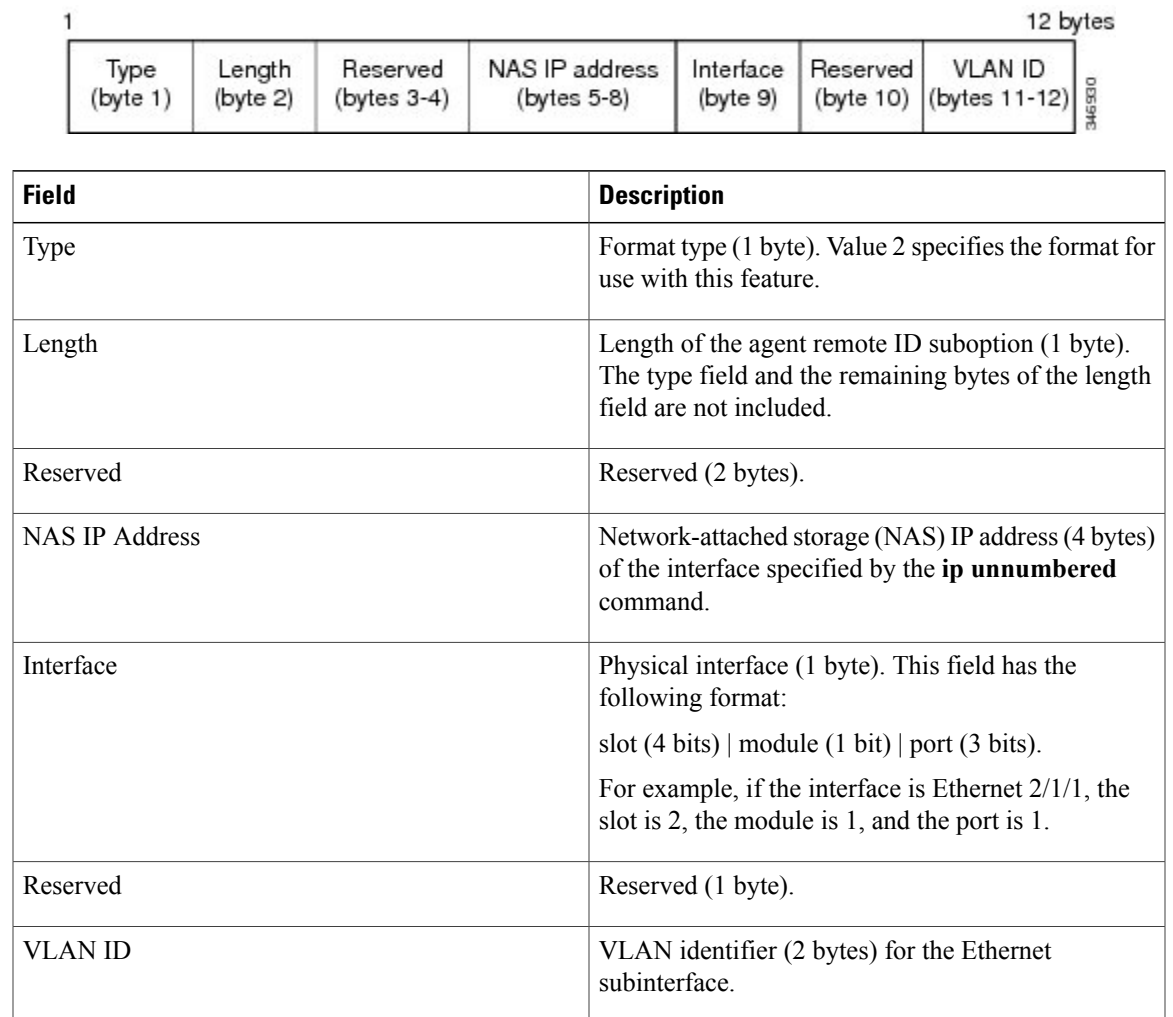 1 12 bytes
Type Length Reserved NAS IP address Interface Reserved VLAN ID
(byte 1) (byte 2) (bytes 3-4) (bytes 5-8) (byte 9) (byte 10) (bytes 11-12)
346930
Field Description
Type Format type (1 byte). Value 2 specifies the format for
use with this feature.
Length Length of the agent remote ID suboption (1 byte).
The type field and the remaining bytes of the length
field are not included.
Reserved Reserved (2 bytes).
NAS IP Address Network-attached storage (NAS) IP address (4 bytes)
of the interface specified by the ip unnumbered
command.
Interface Physical interface (1 byte). This field has the
following format:
slot (4 bits) | module (1 bit) | port (3 bits).
For example, if the interface is Ethernet 2/1/1, the
slot is 2, the module is 1, and the port is 1.
Reserved Reserved (1 byte).
VLAN ID VLAN identifier (2 bytes) for the Ethernet
subinterface.